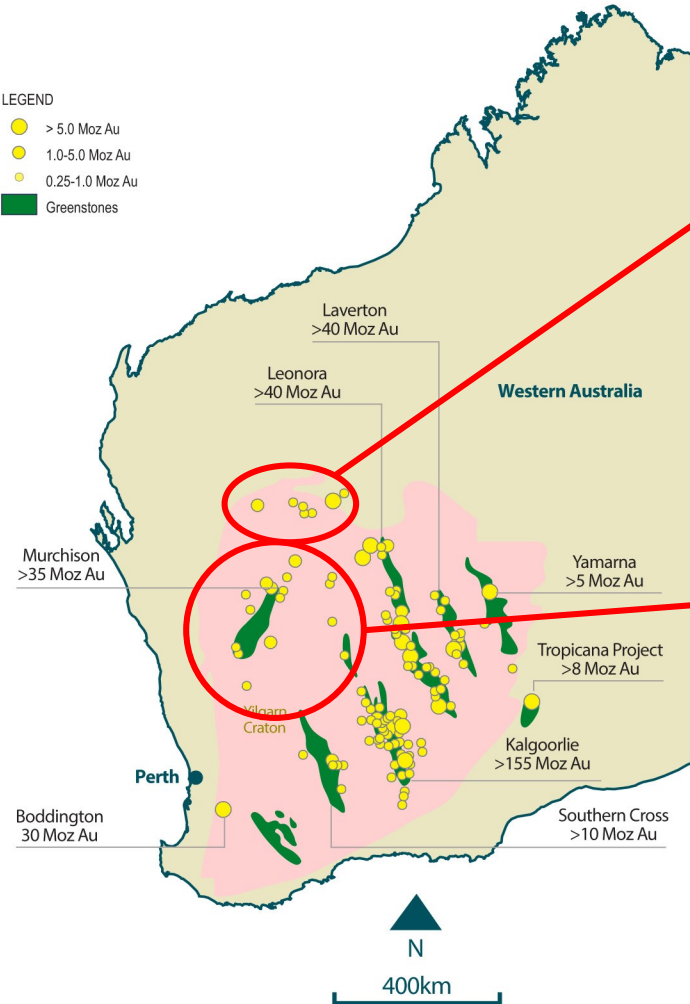 LEGEND
> 5.0 Moz Au
1.0-5.0 Moz Au
0.25-1.0 Moz Au
Greenstones
Laverton
>40 Moz Au
Leonora
>40 Moz Au
Western Australia
Murchison
>35 Moz Au
Yamarna
>5 Moz Au
Tropicana Project
>8 Moz Au
Yilgarn
Craton
Kalgoorlie
>155 Moz Au
Perth
Boddington
30 Moz Au
Southern Cross
>10 Moz Au
N
400km